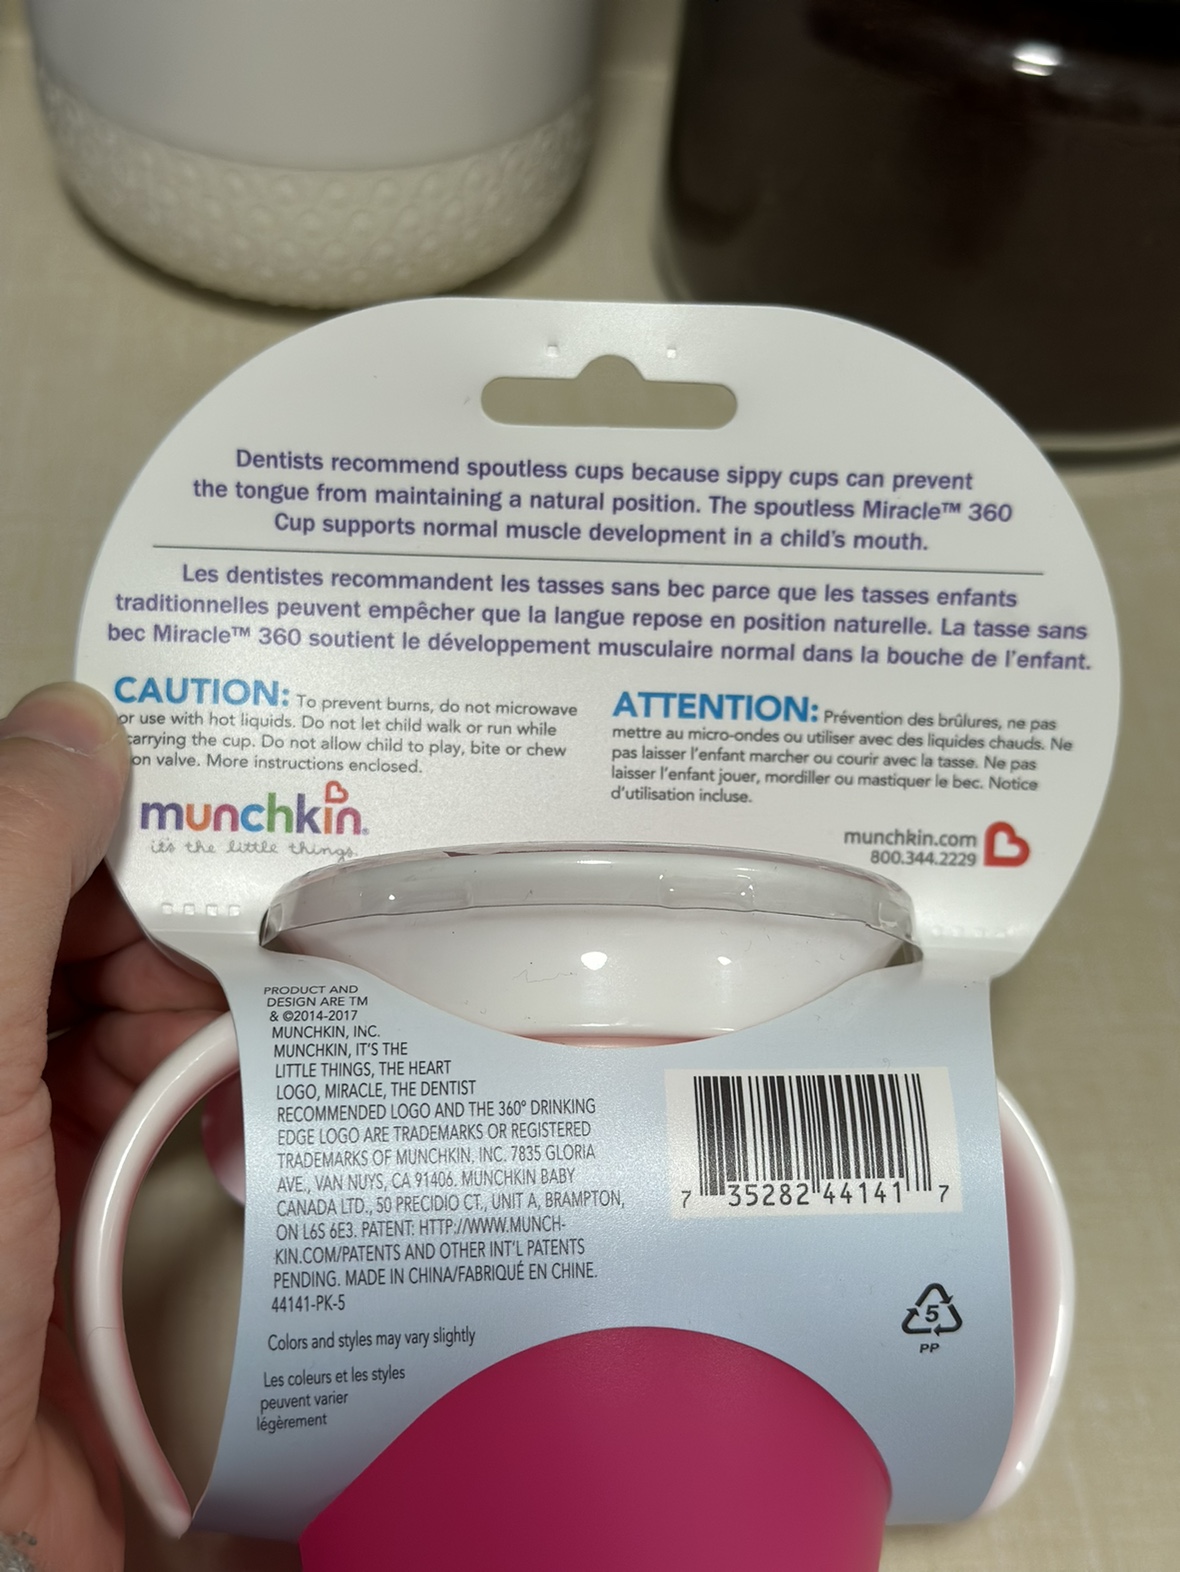 Dentists recommend spoutless cups because sippy cups can prevent
the tongue from maintaining a natural position. The spoutless Miracle™ 360
Cup supports normal muscle development in a child's mouth.
Les dentistes recommandent les tasses sans bec parce que les tasses enfants
traditionnelles peuvent empêcher que la langue repose en position naturelle. La tasse sans
bec Miracle™ 360 soutient le développement musculaire normal dans la bouche de l'enfant.
CAUTION: To prevent burns, do not microwave
or use with hot liquids. Do not let child walk or run while
carrying the cup. Do not allow child to play, bite or chew
on valve. More instructions enclosed.
ATTENTION: Prévention des brûlures, ne pas
mettre au micro-ondes ou utiliser avec des liquides chauds. Ne
pas laisser l'enfant marcher ou courir avec la tasse. Ne pas
laisser l'enfant jouer, mordiller ou mastiquer le bec. Notice
d'utilisation incluse.
munchkin®
it's the little things.
munchkin.com
800.344.2229
PRODUCT AND
DESIGN ARE TM
& ©2014-2017
MUNCHKIN, INC.
MUNCHKIN, IT'S THE
LITTLE THINGS, THE HEART
LOGO, MIRACLE, THE DENTIST
RECOMMENDED LOGO AND THE 360° DRINKING
EDGE LOGO ARE TRADEMARKS OR REGISTERED
TRADEMARKS OF MUNCHKIN, INC. 7835 GLORIA
AVE., VAN NUYS, CA 91406. MUNCHKIN BABY
CANADA LTD., 50 PRECIDIO CT., UNIT A, BRAMPTON,
ON L6S 6E3. PATENT: HTTP://WWW.MUNCH-
KIN.COM/PATENTS AND OTHER INT'L PATENTS
PENDING. MADE IN CHINA/FABRIQUÉ EN CHINE.
44141-PK-5
Colors and styles may vary slightly
Les couleurs et les styles
peuvent varier
légèrement
7 35282 44141 7
5
PP